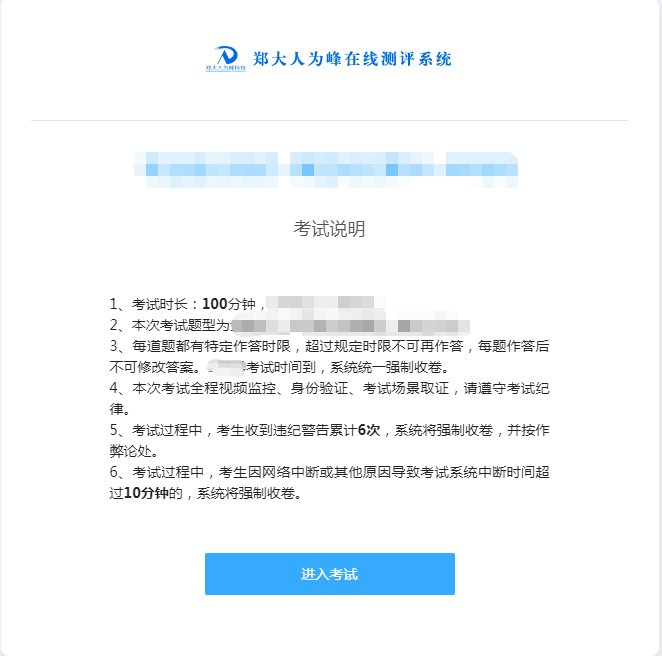 郑大人为峰科技
郑大人为峰在线测评系统
考试说明
1、考试时长：100分钟，
2、本次考试题型为
3、每道题都有特定作答时限，超过规定时限不可再作答，每题作答后
不可修改答案。考试时间到，系统统一强制收卷。
4、本次考试全程视频监控、身份验证、考试场景取证，请遵守考试纪
律。
5、考试过程中，考生收到违纪警告累计6次，系统将强制收卷，并按作
弊论处。
6、考试过程中，考生因网络中断或其他原因导致考试系统中断时间超
过10分钟的，系统将强制收卷。
进入考试